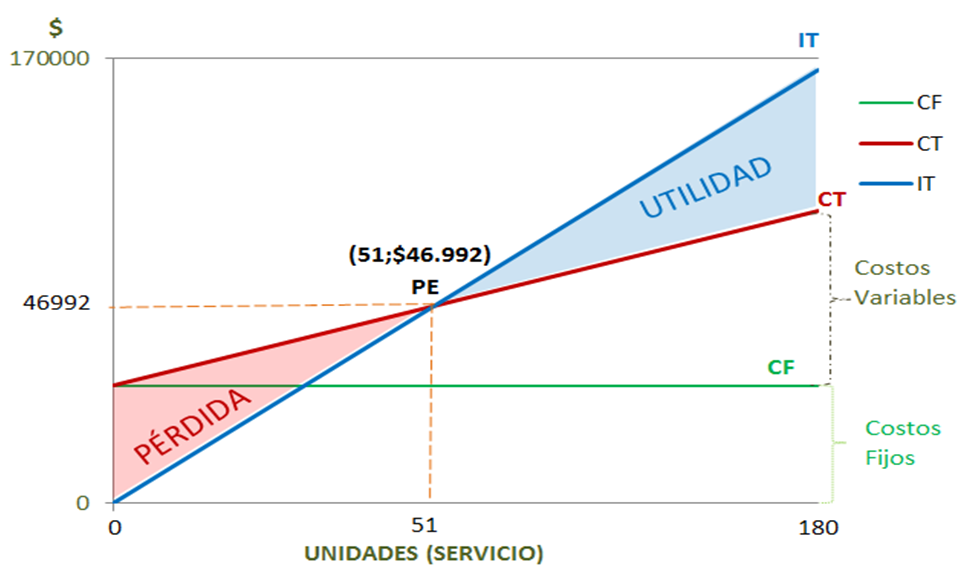 $
170000
IT
CF
CT
IT
UTILIDAD
CT
(51;$46.992)
PE
46992
Costos
Variables
CF
PÉRDIDA
Costos
Fijos
0
0
51
180
UNIDADES (SERVICIO)